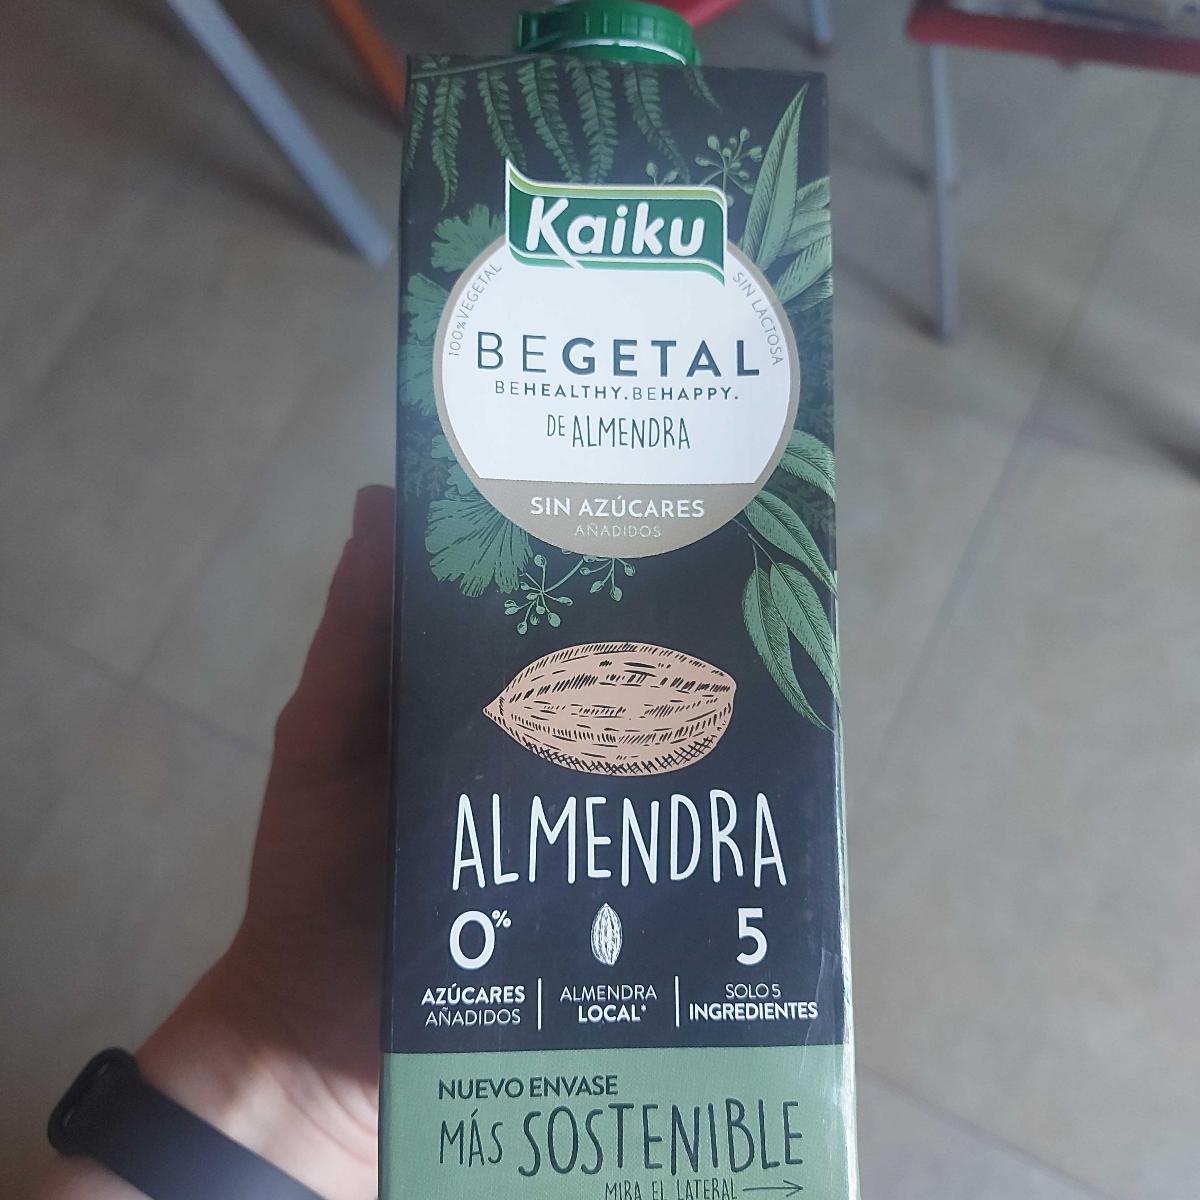 Kaiku
100% VEGETAL
SIN LACTOSA
BEGETAL
BEHEALTHY.BEHAPPY.
DE ALMENDRA
SIN AZÚCARES
AÑADIDOS
ALMENDRA
0%
AZÚCARES
AÑADIDOS
ALMENDRA
LOCAL*
5
SOLO 5
INGREDIENTES
NUEVO ENVASE
MÁS SOSTENIBLE
MIRA EL LATERAL